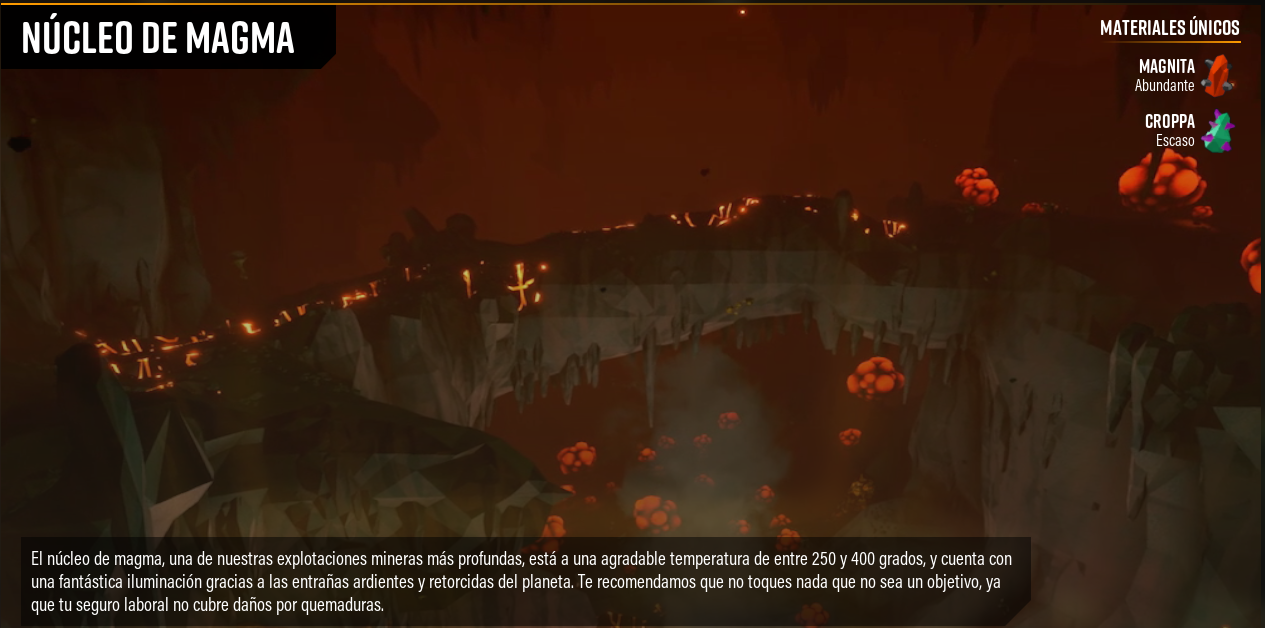 NÚCLEO DE MAGMA
MATERIALES ÚNICOS
MAGNITA
Abundante
CROPPA
Escaso
El núcleo de magma, una de nuestras explotaciones mineras más profundas, está a una agradable temperatura de entre 250 y 400 grados, y cuenta con
una fantástica iluminación gracias a las entrañas ardientes y retorcidas del planeta. Te recomendamos que no toques nada que no sea un objetivo, ya
que tu seguro laboral no cubre daños por quemaduras.